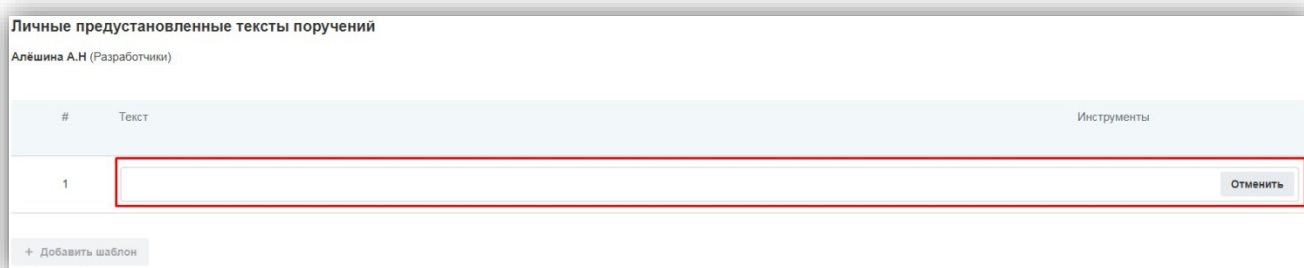 Личные предустановленные тексты поручений
Алёшина А.Н (Разработчики)
# Текст Инструменты
1 Отменить
+ Добавить шаблон